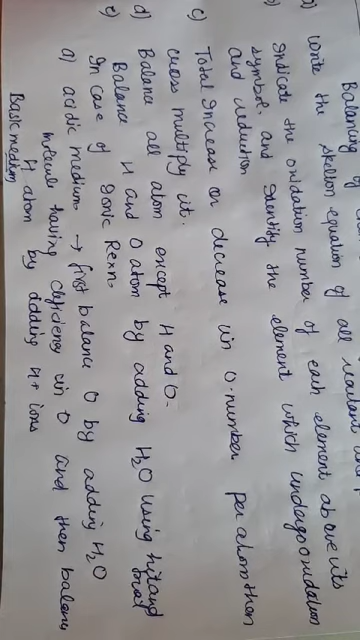 Balancing of
a) Write the skelton equation of all reactant and
b) Indicate the oxidation number of each element above its
symbol and identify the element which undergo oxidation
and reduction
c) Total Increase or decrease in O.number per atom then
cross multiply it.
d) Balance all atom except H and O.
e) Balance H and O atom by adding H2O using hit and trial
In case of Ionic Rexn.
a) acidic medium → first balance O by adding H2O
molecule having deficiency in O and then balance
H atom by adding H+ ions
Basic medium